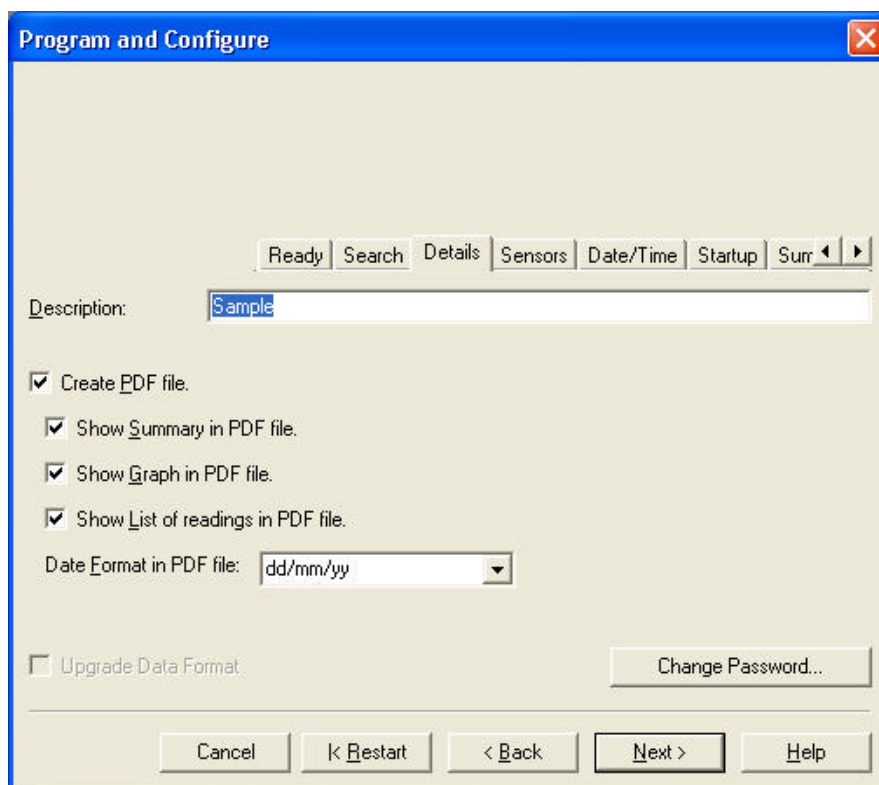 Program and Configure
Ready Search Details Sensors Date/Time Startup Sum
Description: Sample
Create PDF file.
Show Summary in PDF file.
Show Graph in PDF file.
Show List of readings in PDF file.
Date Format in PDF file: dd/mm/yy
Upgrade Data Format Change Password...
Cancel |< Restart < Back Next > Help